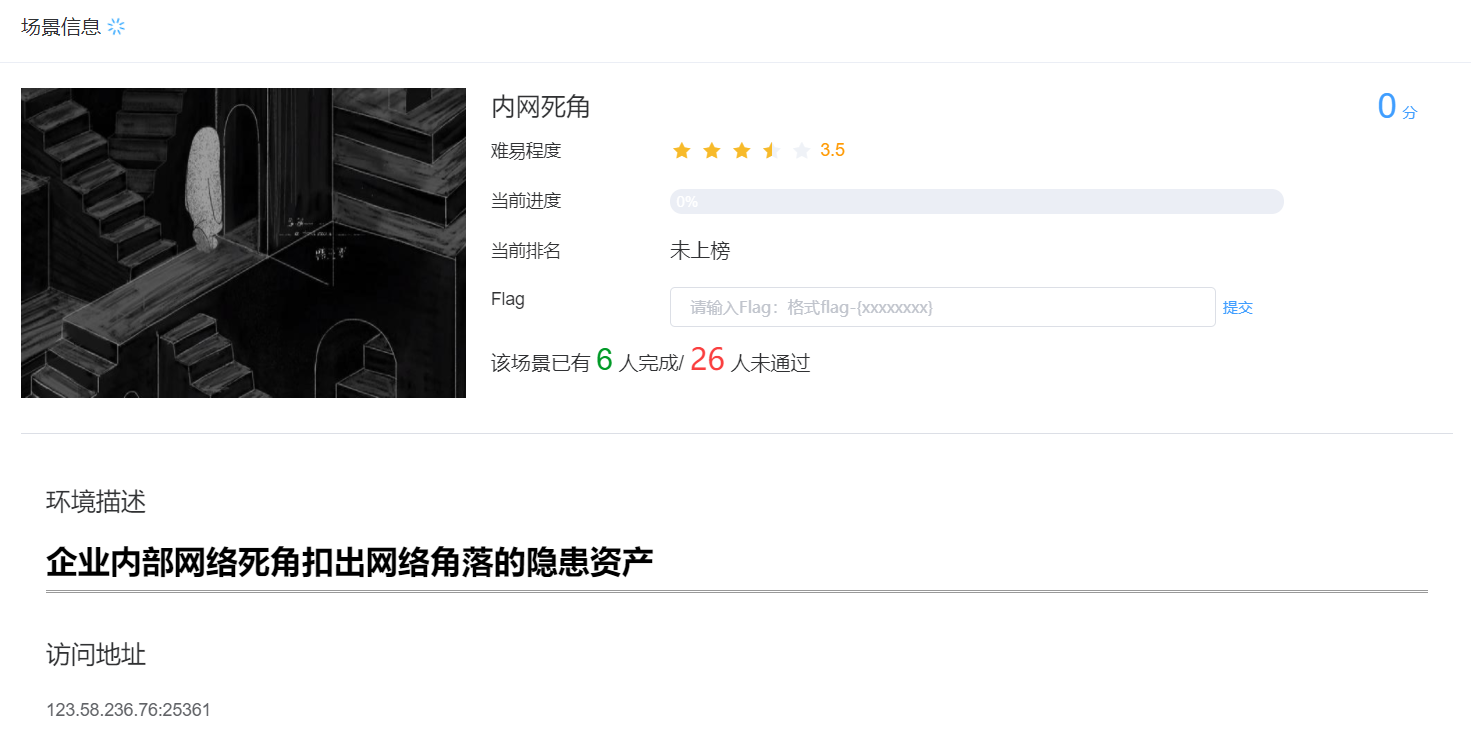 场景信息
内网死角
0 分
难易程度
3.5
当前进度
0%
当前排名
未上榜
Flag
请输入Flag：格式flag-{xxxxxxxx}
提交
该场景已有 6 人完成/ 26 人未通过
环境描述
企业内部网络死角扣出网络角落的隐患资产
访问地址
123.58.236.76:25361